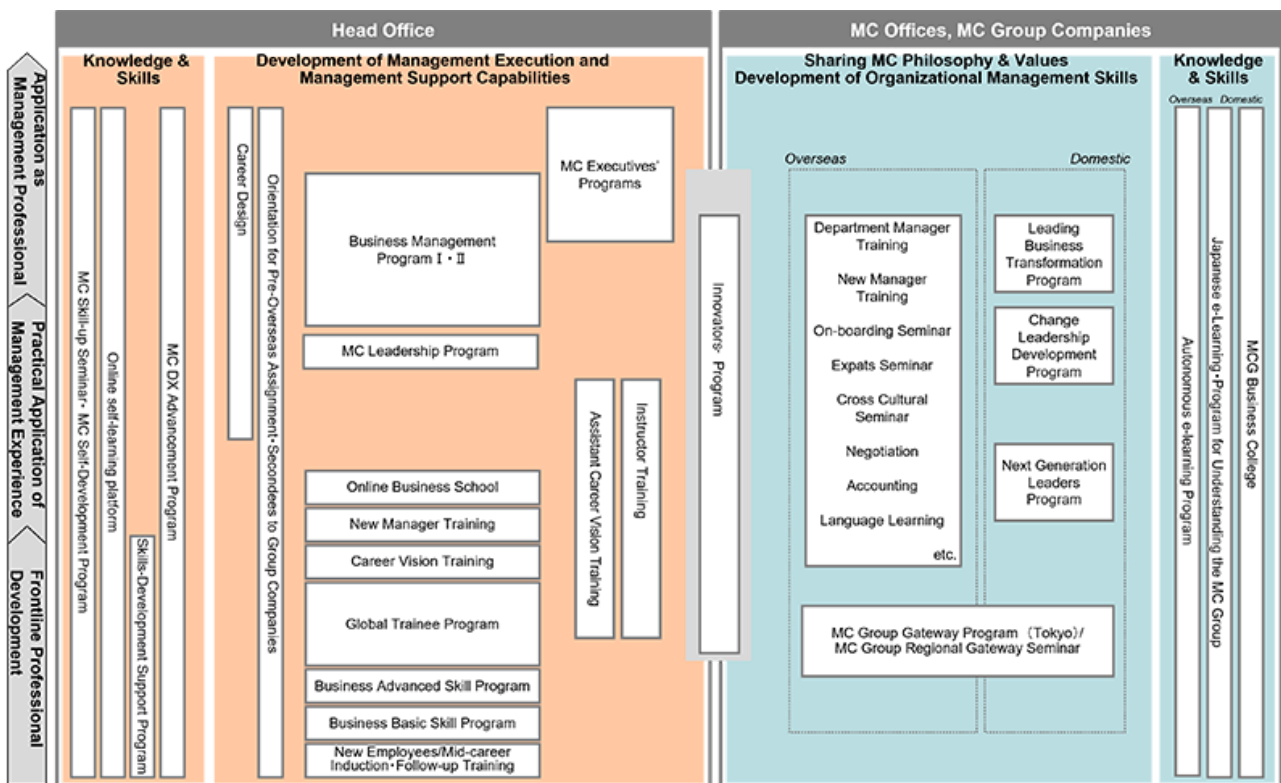 Head Office
MC Offices, MC Group Companies
Application as
Management Professional
Practical Application of
Management Experience
Frontline Professional
Development
Knowledge &
Skills
MC Skill-up Seminar・MC Self-Development Program
Online self-learning platform
Skills-Development Support Program
MC DX Advancement Program
Development of Management Execution and
Management Support Capabilities
Career Design
Orientation for Pre-Overseas Assignment・Secondees to Group Companies
MC Executives'
Programs
Business Management
Program Ⅰ・Ⅱ
MC Leadership Program
Online Business School
New Manager Training
Career Vision Training
Global Trainee Program
Business Advanced Skill Program
Business Basic Skill Program
New Employees/Mid-career
Induction・Follow-up Training
Assistant Career Vision Training
Instructor Training
Innovators· Program
Sharing MC Philosophy & Values
Development of Organizational Management Skills
Overseas
Domestic
Department Manager
Training
New Manager
Training
On-boarding Seminar
Expats Seminar
Cross Cultural
Seminar
Negotiation
Accounting
Language Learning
etc.
Leading
Business
Transformation
Program
Change
Leadership
Development
Program
Next Generation
Leaders
Program
MC Group Gateway Program （Tokyo)/
MC Group Regional Gateway Seminar
Knowledge
& Skills
Overseas Domestic
Autonomous e-learning Program
Japanese e-Learning・Program for Understanding the MC Group
MCG Business College